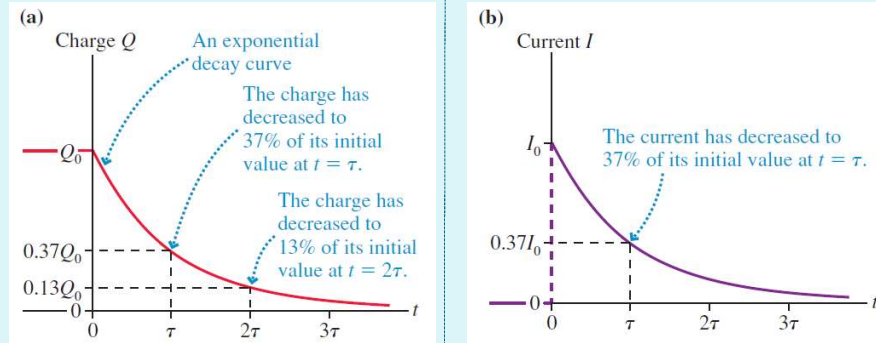 (a)
Charge Q
An exponential
decay curve
The charge has
decreased to
37% of its initial
value at t = τ.
The charge has
decreased to
13% of its initial
value at t = 2τ.
Q₀
0.37Q₀
0.13Q₀
0
t
0 τ 2τ 3τ
(b)
Current I
The current has decreased to
37% of its initial value at t = τ.
I₀
0.37I₀
0
t
0 τ 2τ 3τ